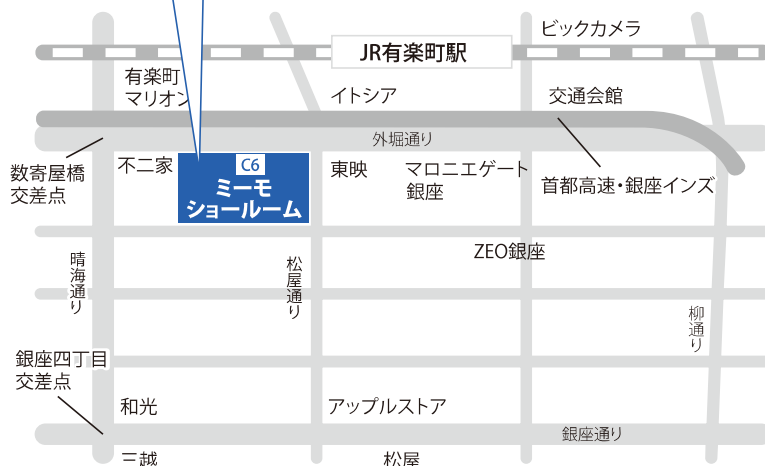 ビックカメラ
JR有楽町駅
有楽町
マリオン
イトシア
交通会館
外堀通り
数寄屋橋
交差点
不二家
C6
ミーモ
ショールーム
東映
マロニエゲート
銀座
首都高速・銀座インズ
ZEO銀座
晴海通り
松屋通り
柳通り
銀座四丁目
交差点
和光
アップルストア
銀座通り
三越
松屋